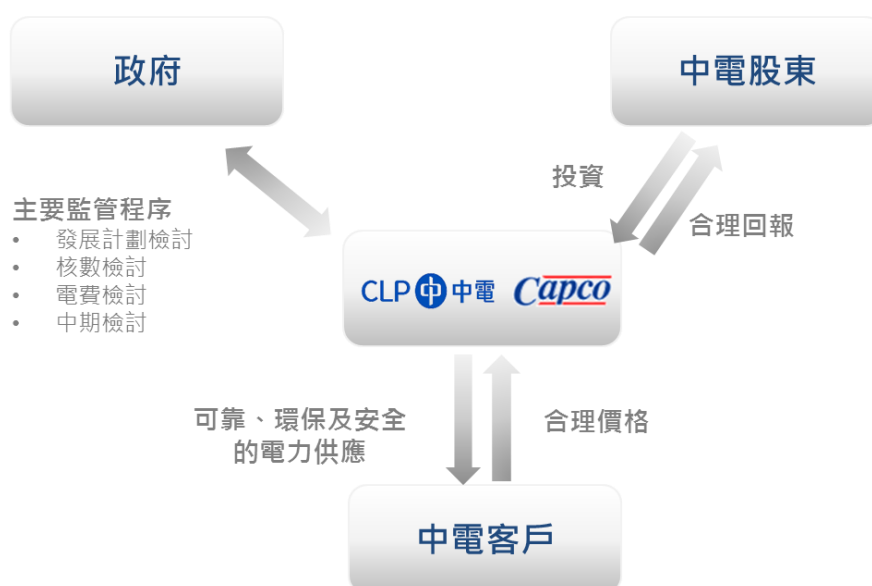 政府
中電股東
投資
合理回報
主要監管程序
• 發展計劃檢討
• 核數檢討
• 電費檢討
• 中期檢討
CLP 中電 Capco
可靠、環保及安全
的電力供應
合理價格
中電客戶